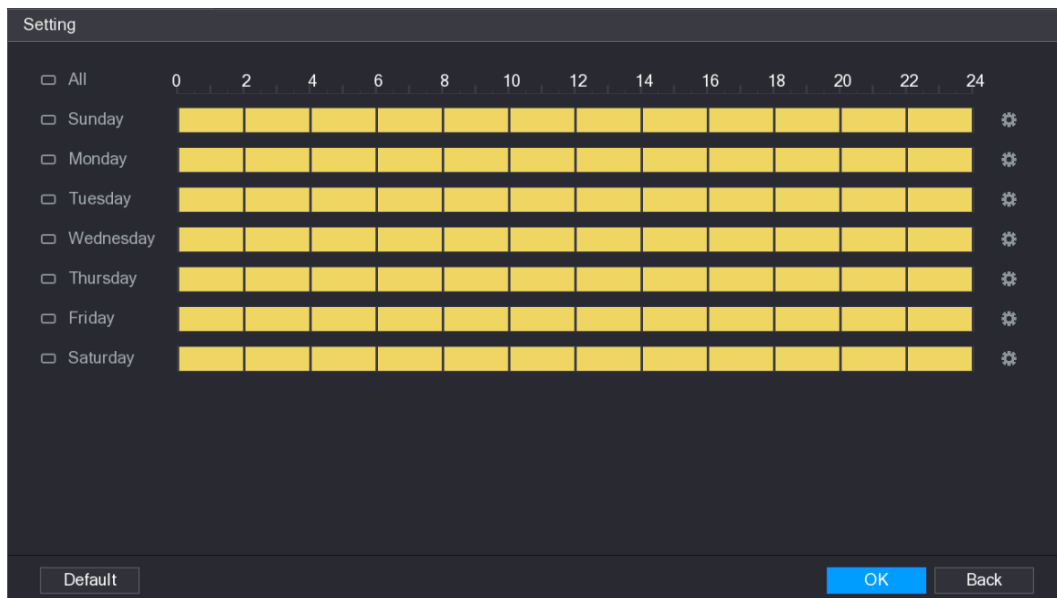 Setting
All 0 2 4 6 8 10 12 14 16 18 20 22 24
Sunday
Monday
Tuesday
Wednesday
Thursday
Friday
Saturday
Default OK Back